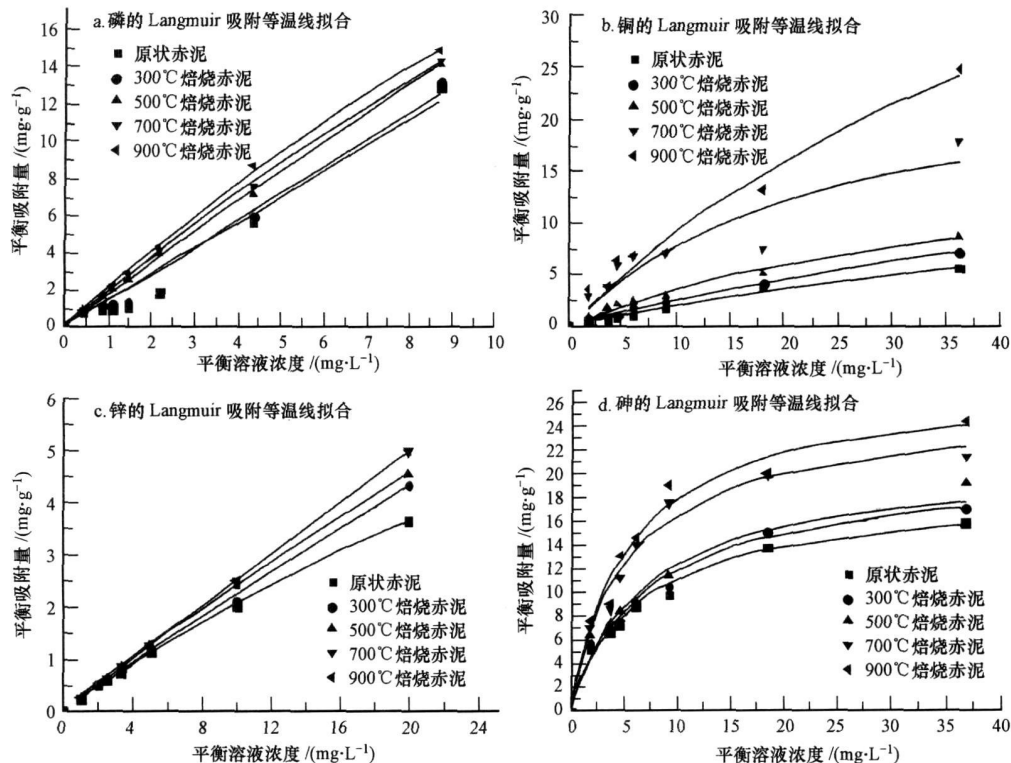 a. 磷的 Langmuir 吸附等温线拟合
原状赤泥
300℃焙烧赤泥
500℃焙烧赤泥
700℃焙烧赤泥
900℃焙烧赤泥
平衡吸附量 /(mg·g⁻¹)
16
14
12
10
8
6
4
2
0
0 1 2 3 4 5 6 7 8 9 10
平衡溶液浓度 /(mg·L⁻¹)
b. 铜的 Langmuir 吸附等温线拟合
原状赤泥
300℃焙烧赤泥
500℃焙烧赤泥
700℃焙烧赤泥
900℃焙烧赤泥
平衡吸附量 /(mg·g⁻¹)
25
20
15
10
5
0
0 5 10 15 20 25 30 35 40
平衡溶液浓度 /(mg·L⁻¹)
c. 锌的 Langmuir 吸附等温线拟合
平衡吸附量 /(mg·g⁻¹)
6
5
4
3
2
1
0
原状赤泥
300℃焙烧赤泥
500℃焙烧赤泥
700℃焙烧赤泥
900℃焙烧赤泥
0 4 8 12 16 20 24
平衡溶液浓度 /(mg·L⁻¹)
d. 砷的 Langmuir 吸附等温线拟合
平衡吸附量 /(mg·g⁻¹)
24
22
20
18
16
14
12
10
8
6
4
2
0
原状赤泥
300℃焙烧赤泥
500℃焙烧赤泥
700℃焙烧赤泥
900℃焙烧赤泥
0 5 10 15 20 25 30 35 40
平衡溶液浓度 /(mg·L⁻¹)